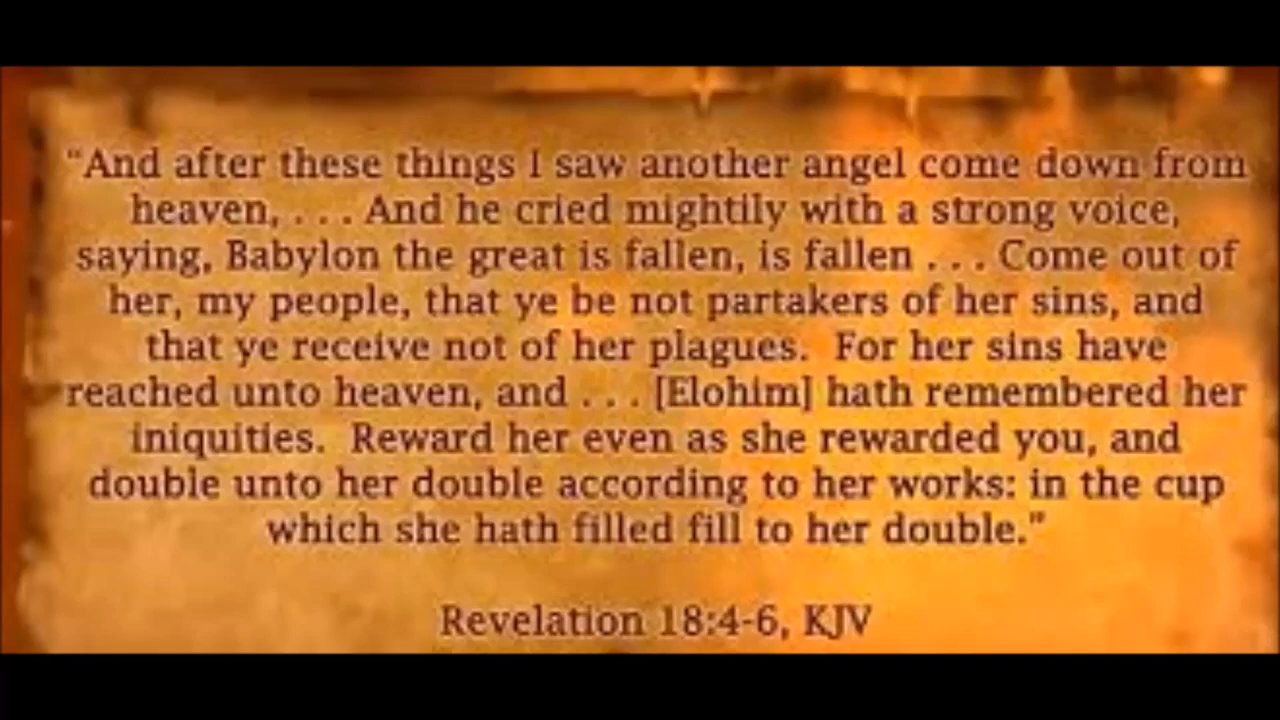 “And after these things I saw another angel come down from
heaven, . . . And he cried mightily with a strong voice,
saying, Babylon the great is fallen, is fallen . . . Come out of
her, my people, that ye be not partakers of her sins, and
that ye receive not of her plagues.  For her sins have
reached unto heaven, and . . . [Elohim] hath remembered her
iniquities.  Reward her even as she rewarded you, and
double unto her double according to her works: in the cup
which she hath filled fill to her double.”
Revelation 18:4-6, KJV